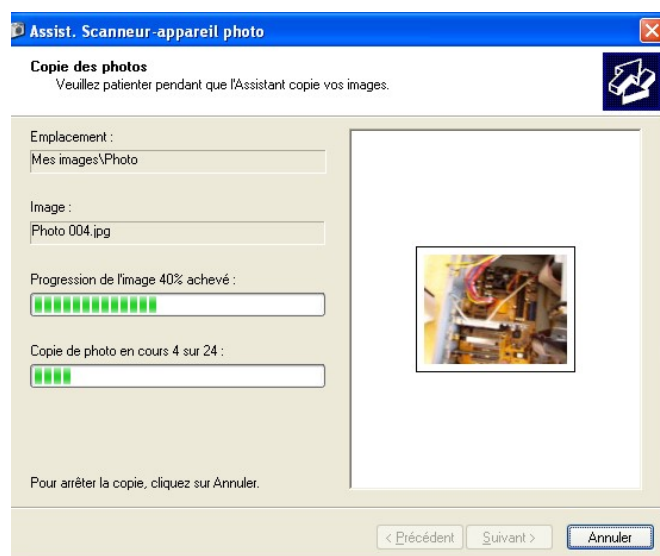 Assist. Scanneur-appareil photo
Copie des photos
Veuillez patienter pendant que l'Assistant copie vos images.
Emplacement :
Mes images\Photo
Image :
Photo 004.jpg
Progression de l'image 40% achevé :
Copie de photo en cours 4 sur 24 :
Pour arrêter la copie, cliquez sur Annuler.
< Précédent Suivant > Annuler